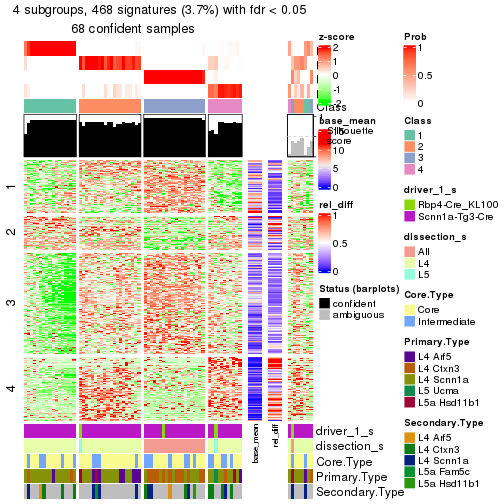 4 subgroups, 468 signatures (3.7%) with fdr < 0.05
68 confident samples
z-score
2
1
0
-1
-2
Prob
1
0.5
0
Class
Silhouette
score
base_mean
15
10
5
0
Class
1
2
3
4
driver_1_s
Rbp4-Cre_KL100
Scnn1a-Tg3-Cre
rel_diff
1
0.5
0
dissection_s
All
L4
L5
Status (barplots)
confident
ambiguous
Core.Type
Core
Intermediate
Primary.Type
L4 Arf5
L4 Ctxn3
L4 Scnn1a
L5 Ucma
L5a Hsd11b1
Secondary.Type
L4 Arf5
L4 Ctxn3
L4 Scnn1a
L5a Fam5c
L5a Hsd11b1
1
2
3
4
base_mean
rel_diff
driver_1_s
dissection_s
Core.Type
Primary.Type
Secondary.Type